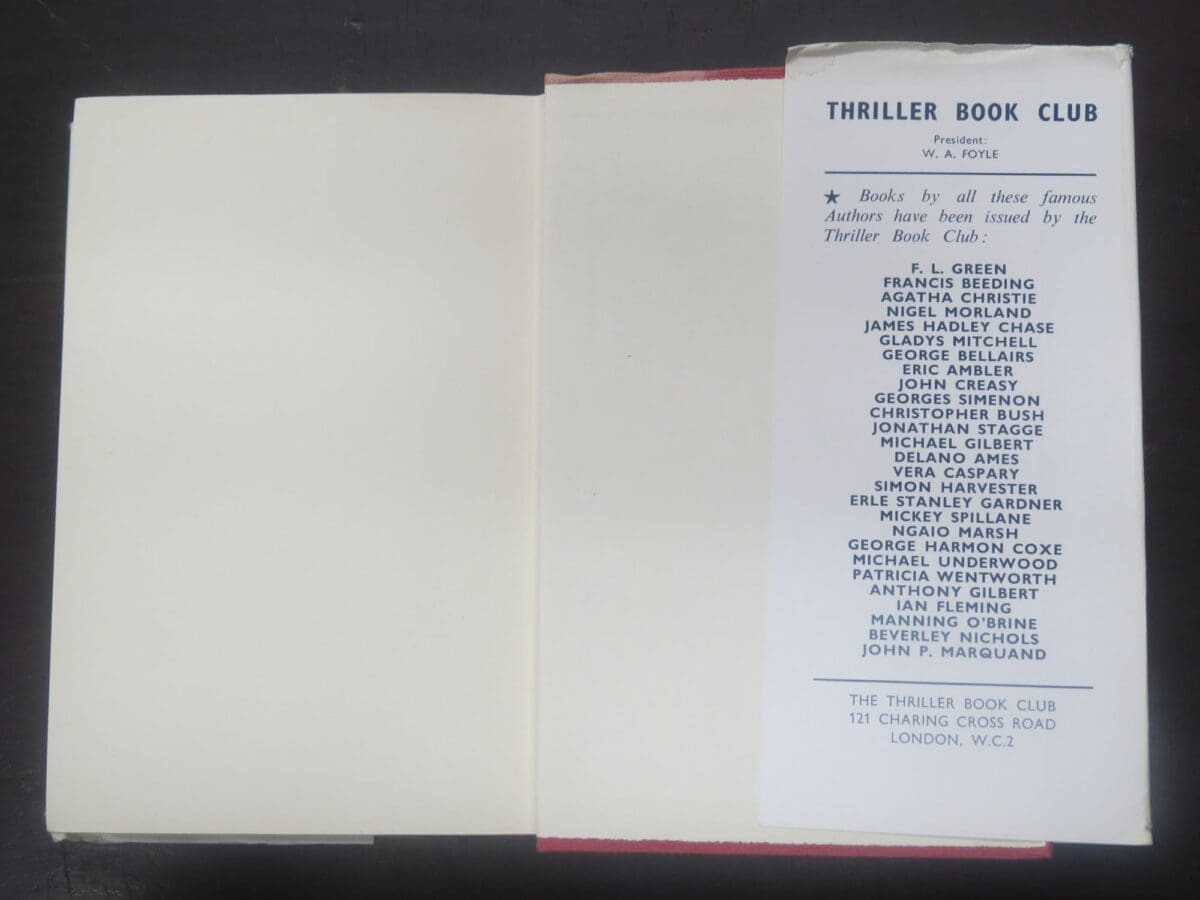 THRILLER BOOK CLUB
President:
W. A. FOYLE
★ Books by all these famous
Authors have been issued by the
Thriller Book Club:
F. L. GREEN
FRANCIS BEEDING
AGATHA CHRISTIE
NIGEL MORLAND
JAMES HADLEY CHASE
GLADYS MITCHELL
GEORGE BELLAIRS
ERIC AMBLER
JOHN CREASY
GEORGES SIMENON
CHRISTOPHER BUSH
JONATHAN STAGGE
MICHAEL GILBERT
DELANO AMES
VERA CASPARY
SIMON HARVESTER
ERLE STANLEY GARDNER
MICKEY SPILLANE
NGAIO MARSH
GEORGE HARMON COXE
MICHAEL UNDERWOOD
PATRICIA WENTWORTH
ANTHONY GILBERT
IAN FLEMING
MANNING O'BRINE
BEVERLEY NICHOLS
JOHN P. MARQUAND
THE THRILLER BOOK CLUB
121 CHARING CROSS ROAD
LONDON, W.C.2